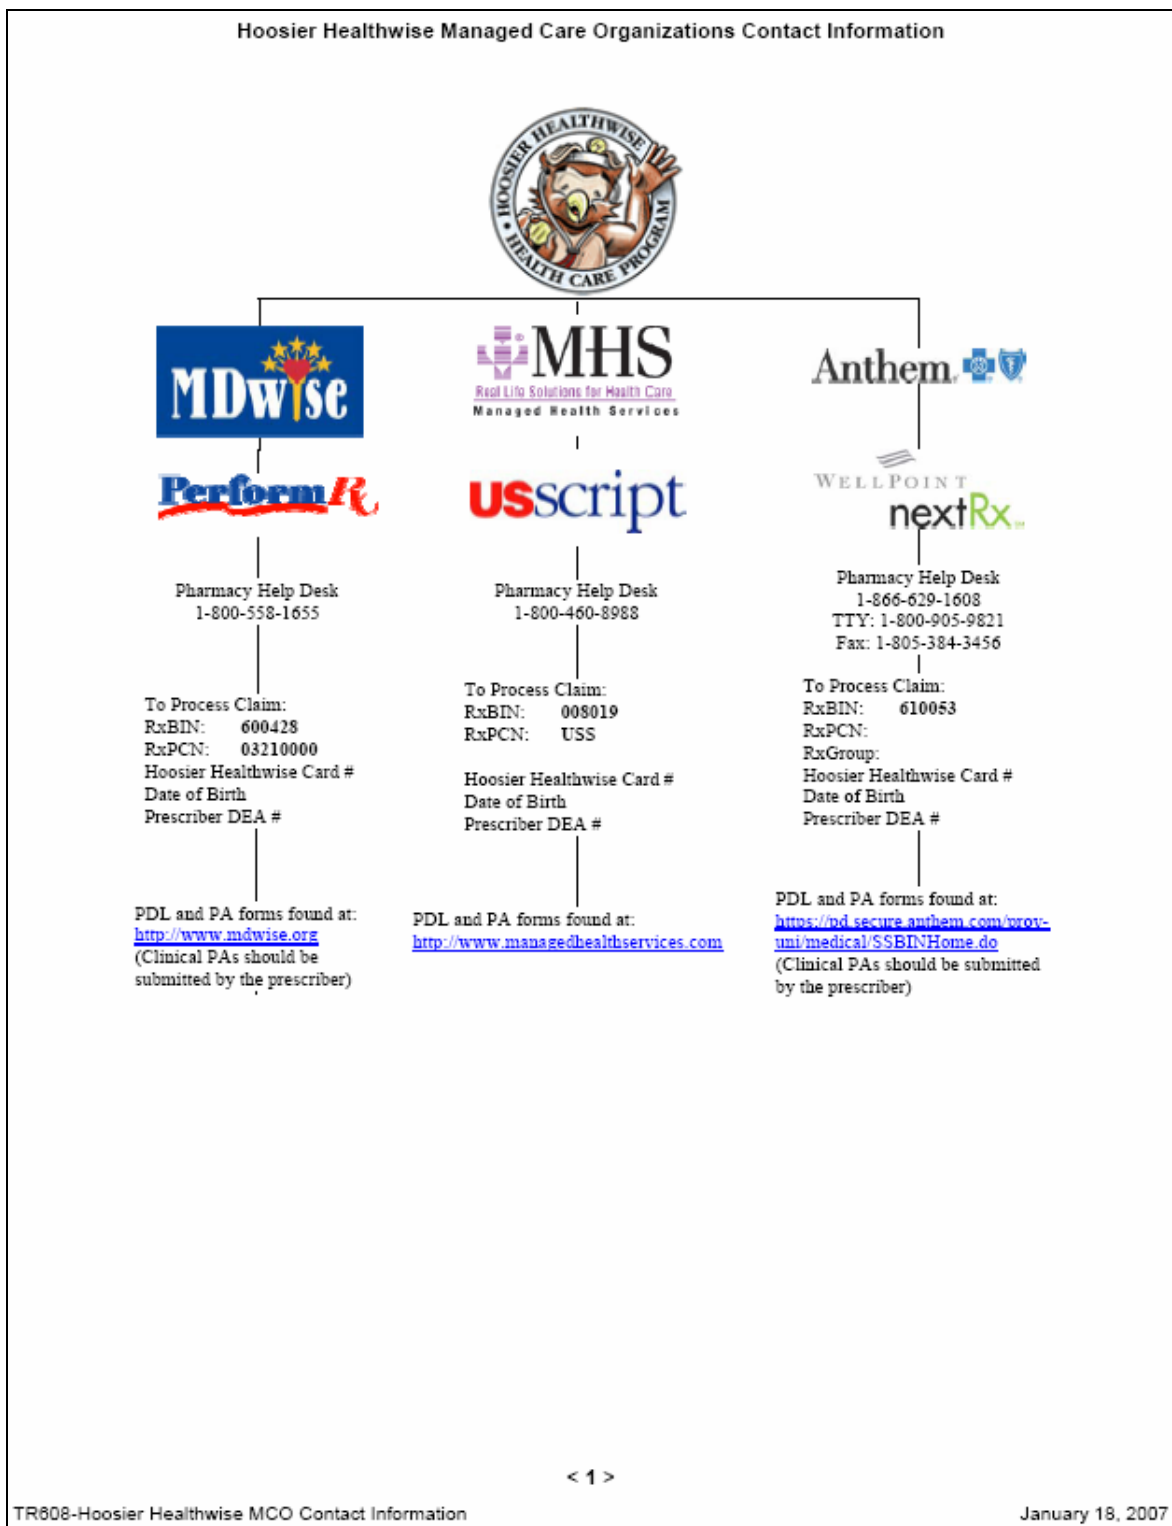 Hoosier Healthwise Managed Care Organizations Contact Information
HOOSIER HEALTHWISE
• HEALTH CARE PROGRAM
MDwise
PerformRx
Pharmacy Help Desk
1-800-558-1655
To Process Claim:
RxBIN: 600428
RxPCN: 03210000
Hoosier Healthwise Card #
Date of Birth
Prescriber DEA #
PDL and PA forms found at:
http://www.mdwise.org
(Clinical PAs should be
submitted by the prescriber)
MHS
Real Life Solutions for Health Care
Managed Health Services
USscript
Pharmacy Help Desk
1-800-460-8988
To Process Claim:
RxBIN: 008019
RxPCN: USS
Hoosier Healthwise Card #
Date of Birth
Prescriber DEA #
PDL and PA forms found at:
http://www.managedhealthservices.com
Anthem
WELLPOINT
nextRx
Pharmacy Help Desk
1-866-629-1608
TTY: 1-800-905-9821
Fax: 1-805-384-3456
To Process Claim:
RxBIN: 610053
RxPCN:
RxGroup:
Hoosier Healthwise Card #
Date of Birth
Prescriber DEA #
PDL and PA forms found at:
https://pd.secure.anthem.com/prov-
uni/medical/SSBINHome.do
(Clinical PAs should be submitted
by the prescriber)
< 1 >
TR608-Hoosier Healthwise MCO Contact Information
January 18, 2007